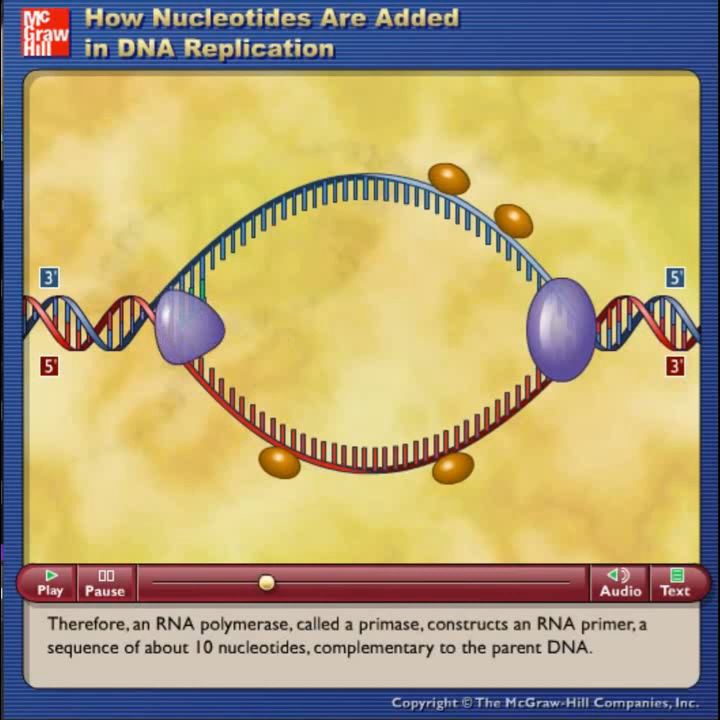 Mc
Graw
Hill
How Nucleotides Are Added
in DNA Replication
3'
5'
5'
3'
Play
Pause
Audio
Text
Therefore, an RNA polymerase, called a primase, constructs an RNA primer, a
sequence of about 10 nucleotides, complementary to the parent DNA.
Copyright © The McGraw-Hill Companies, Inc.